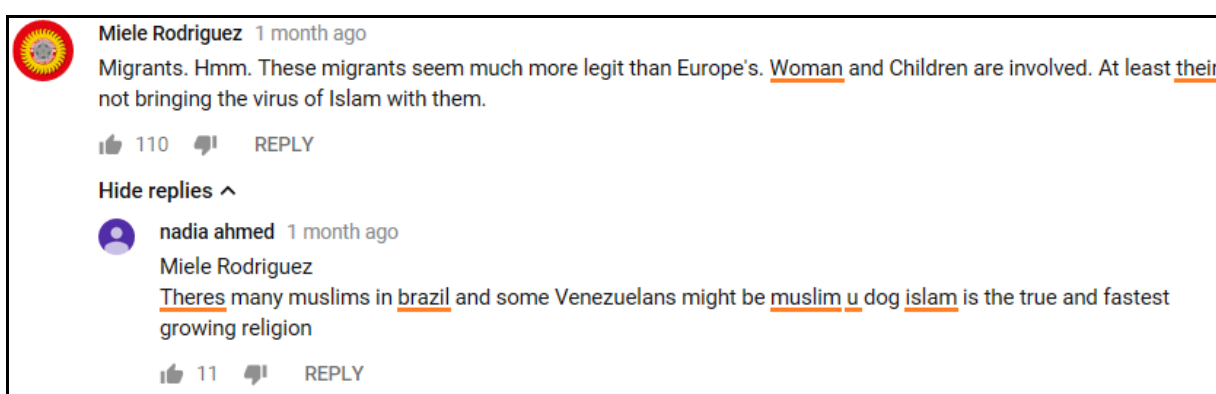 Miele Rodriguez 1 month ago
Migrants. Hmm. These migrants seem much more legit than Europe's. Woman and Children are involved. At least their
not bringing the virus of Islam with them.
110 REPLY
Hide replies
nadia ahmed 1 month ago
Miele Rodriguez
Theres many muslims in brazil and some Venezuelans might be muslim u dog islam is the true and fastest
growing religion
11 REPLY